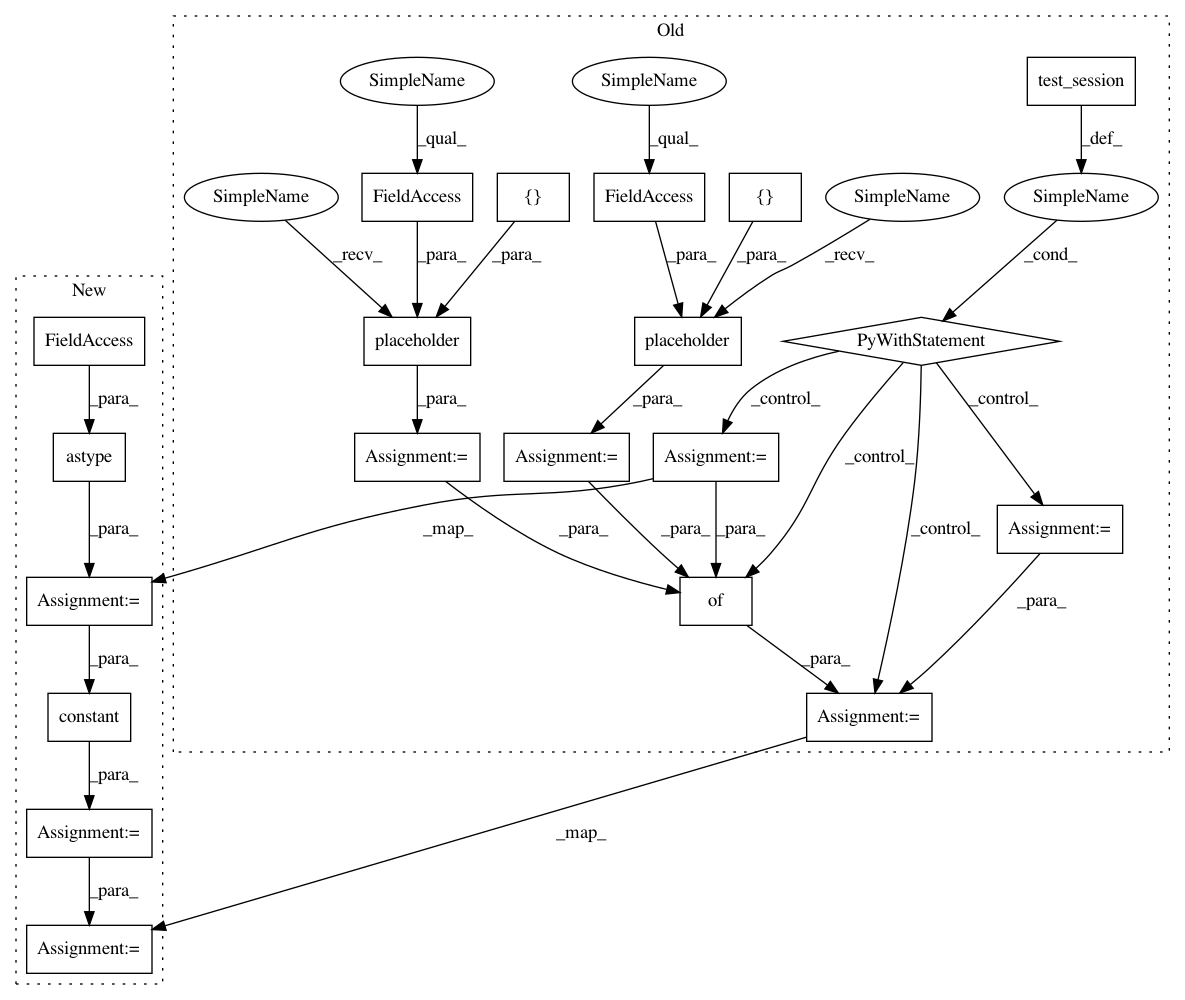 Old
SimpleName
SimpleName
test_session
_qual_
_qual_
_def_
SimpleName
FieldAccess
{}
FieldAccess
{}
SimpleName
SimpleName
_recv_
_para_
_para_
_para_
_para_
_recv_
_cond_
New
FieldAccess
placeholder
placeholder
PyWithStatement
_para_
_para_
_para_
_control_
_control_
astype
Assignment:=
Assignment:=
Assignment:=
_control_
_para_
_map_
_para_
_para_
_para_
_control_
Assignment:=
Assignment:=
of
_para_
_para_
_para_
constant
Assignment:=
_para_
Assignment:=
_map_
_para_
Assignment:=